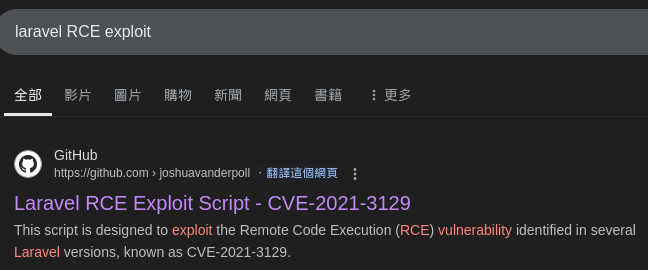 laravel RCE exploit
全部 影片 圖片 購物 新聞 網頁 書籍 ⋮ 更多
GitHub
https://github.com › joshuavanderpoll · 翻譯這個網頁 ⋮
Laravel RCE Exploit Script - CVE-2021-3129
This script is designed to exploit the Remote Code Execution (RCE) vulnerability identified in several
Laravel versions, known as CVE-2021-3129.